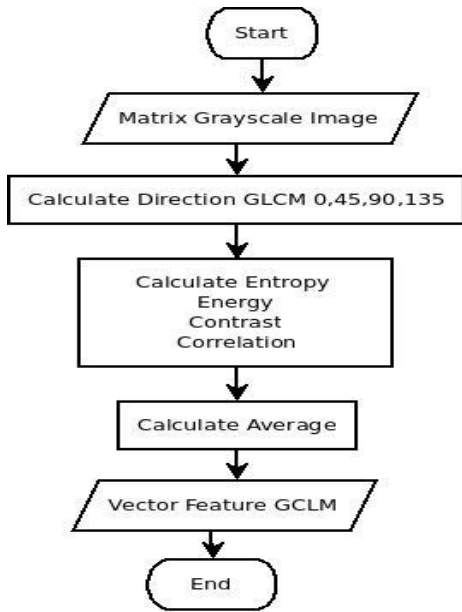 Start
Matrix Grayscale Image
Calculate Direction GLCM 0,45,90,135
Calculate Entropy
Energy
Contrast
Correlation
Calculate Average
Vector Feature GCLM
End